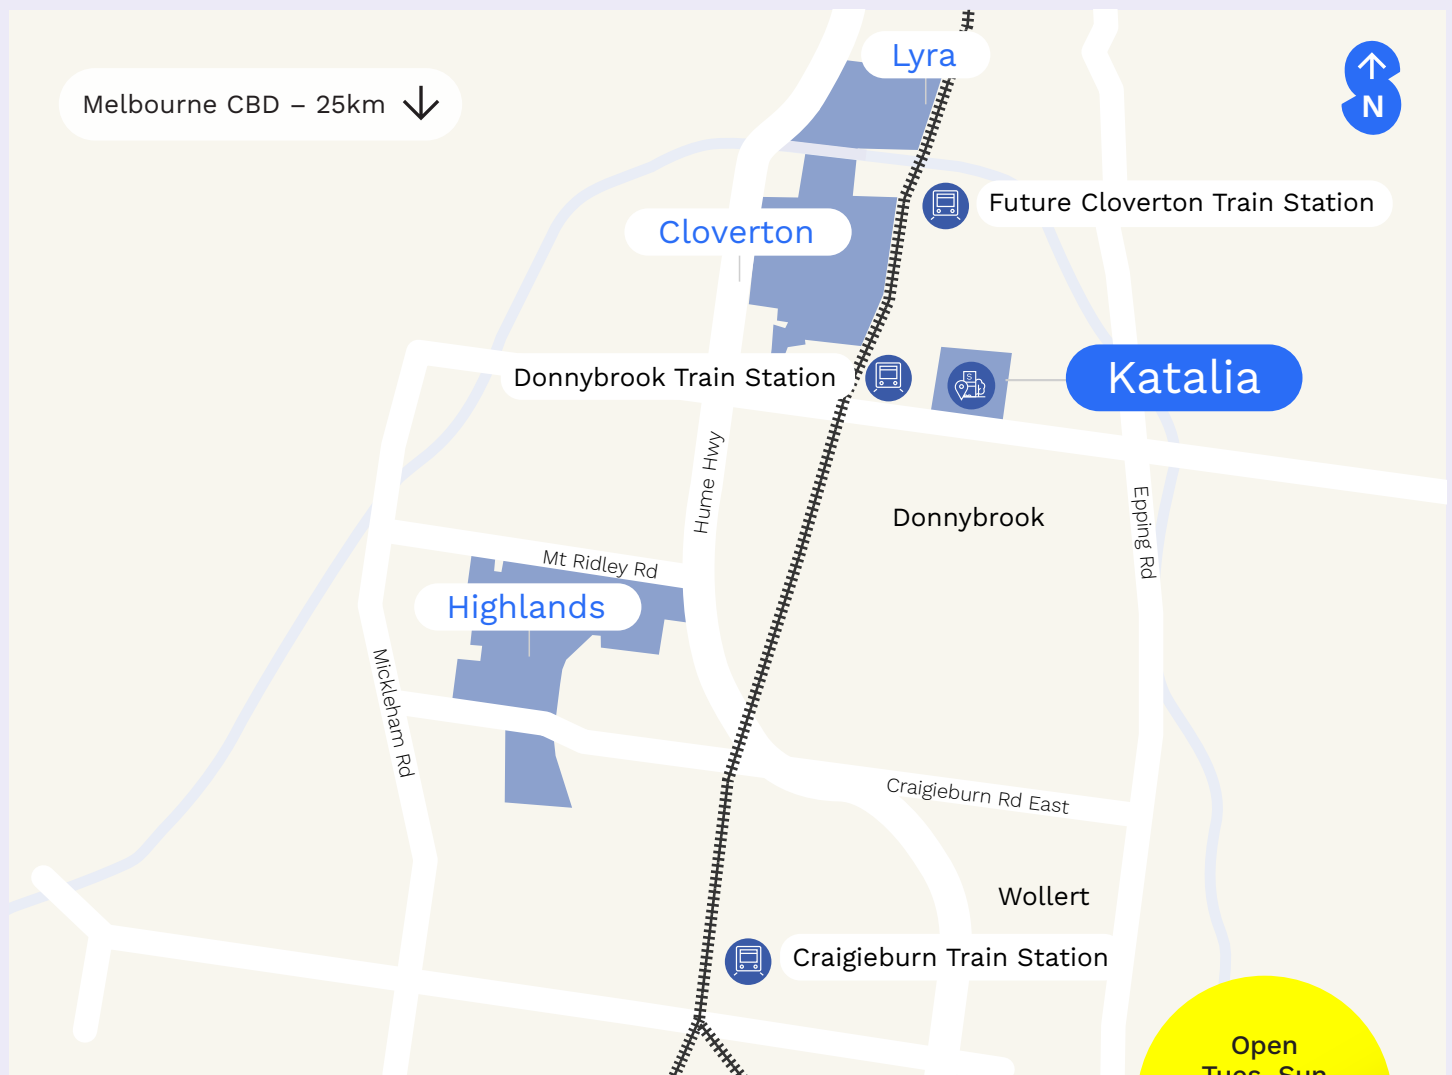 Lyra
Melbourne CBD – 25km
N
Future Cloverton Train Station
Cloverton
Donnybrook Train Station
S
Katalia
Hume Hwy
Donnybrook
Epping Rd
Mt Ridley Rd
Highlands
Mickleham Rd
Craigieburn Rd East
Wollert
Craigieburn Train Station
Open